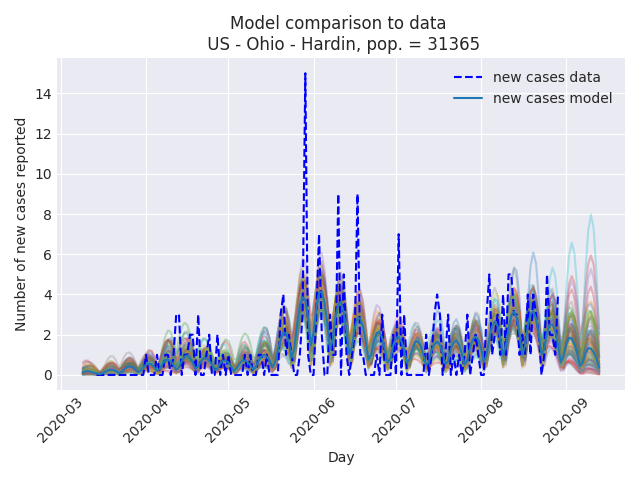 Model comparison to data
US - Ohio - Hardin, pop. = 31365
new cases data
new cases model
Number of new cases reported
14
12
10
8
6
4
2
0
2020-03
2020-04
2020-05
2020-06
2020-07
2020-08
2020-09
Day